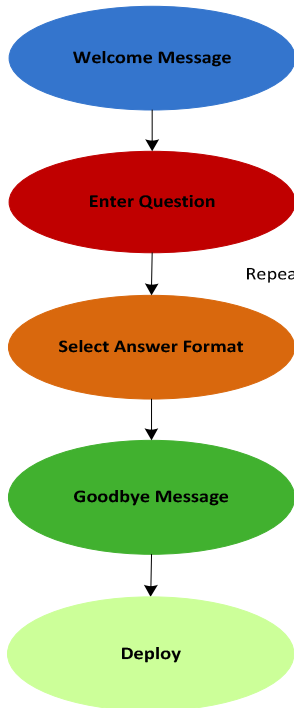 Welcome Message
Enter Question
Repea
Select Answer Format
Goodbye Message
Deploy